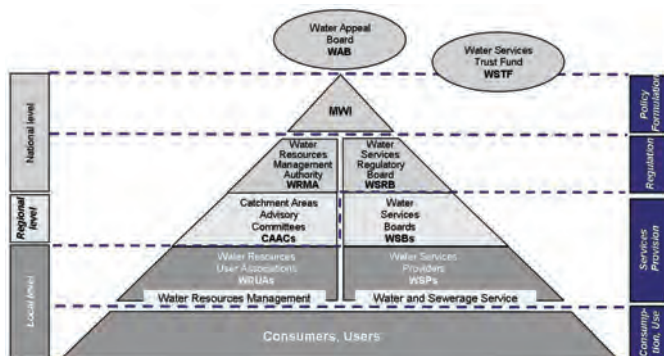 Water Appeal
Board
WAB
Water Services
Trust Fund
WSTF
National level
Regional level
Local level
MWI
Water
Resources
Management
Authority
WRMA
Water
Services
Regulatory
Board
WSRB
Catchment Areas
Advisory
Committees
CAACs
Water
Services
Boards
WSBs
Water Resources
User Associations
WRUAs
Water Services
Providers
WSPs
Water Resources Management
Water and Sewerage Service
Consumers, Users
Policy
Formulation
Regulation
Services
Provision
Consump-
tion, Use